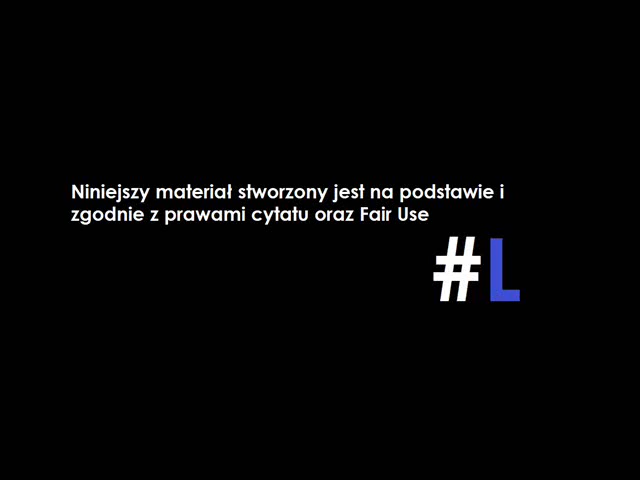 Niniejszy materiał stworzony jest na podstawie i
zgodnie z prawami cytatu oraz Fair Use
#L